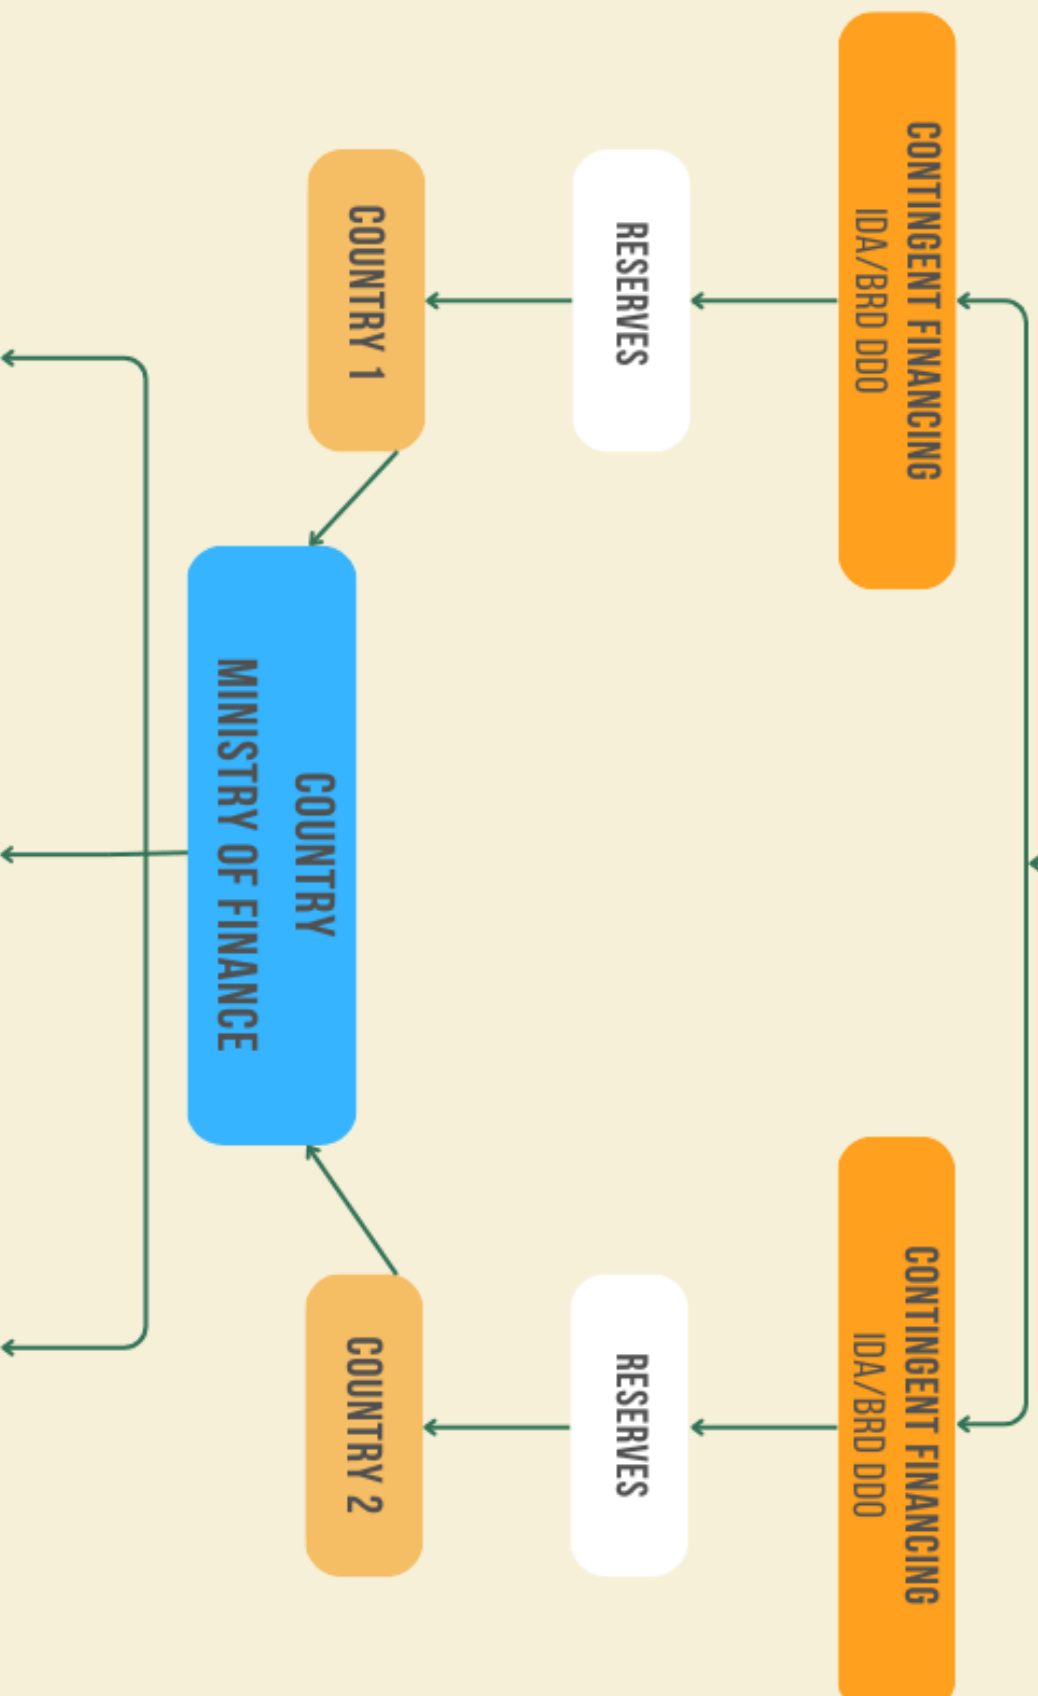 CONTINGENT FINANCING
IDA/BRD DDO
CONTINGENT FINANCING
IDA/BRD DDO
RESERVES
RESERVES
COUNTRY 1
COUNTRY 2
COUNTRY
MINISTRY OF FINANCE